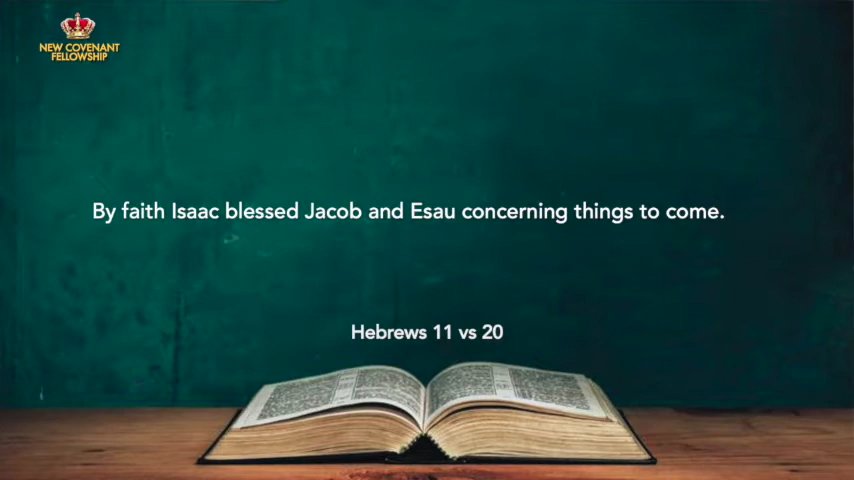 NEW COVENANT
FELLOWSHIP
By faith Isaac blessed Jacob and Esau concerning things to come.
Hebrews 11 vs 20